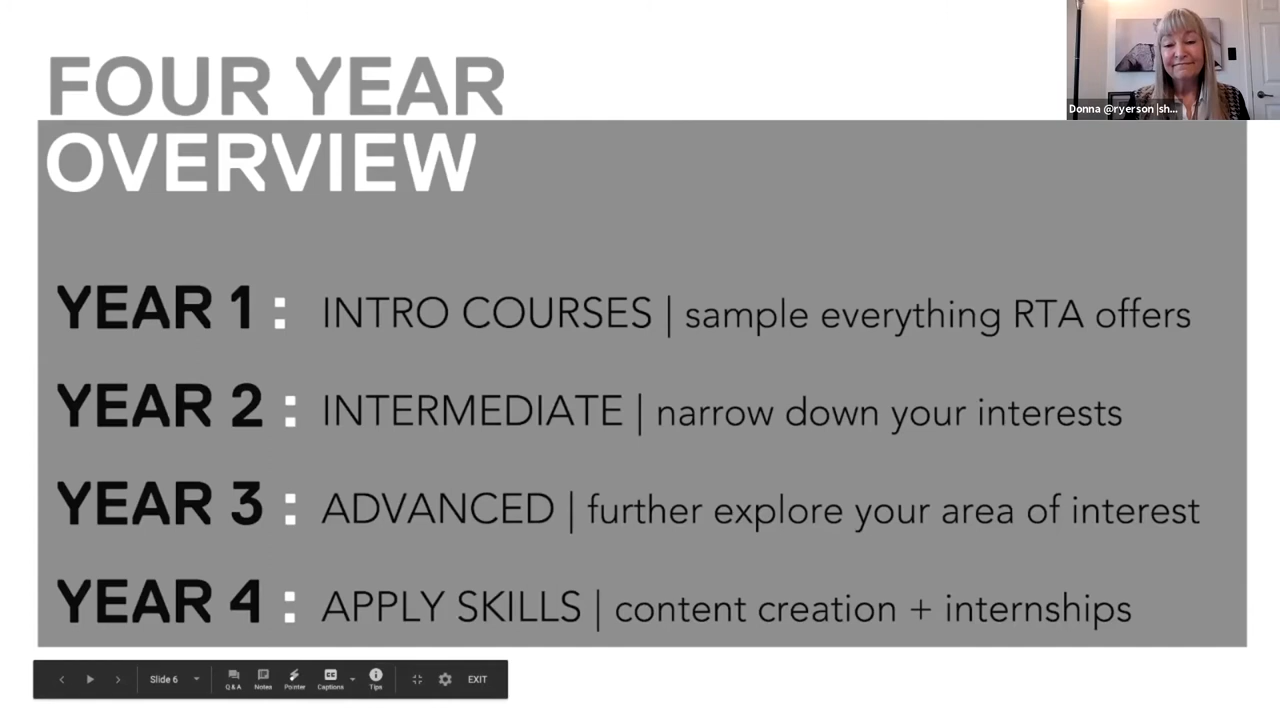 FOUR YEAR
OVERVIEW
Donna @ryerson |sh...
YEAR 1 : INTRO COURSES | sample everything RTA offers
YEAR 2 : INTERMEDIATE | narrow down your interests
YEAR 3 : ADVANCED | further explore your area of interest
YEAR 4 : APPLY SKILLS | content creation + internships
Slide 6
Q & A
Notes
Pointer
CC
Captions
Tips
EXIT